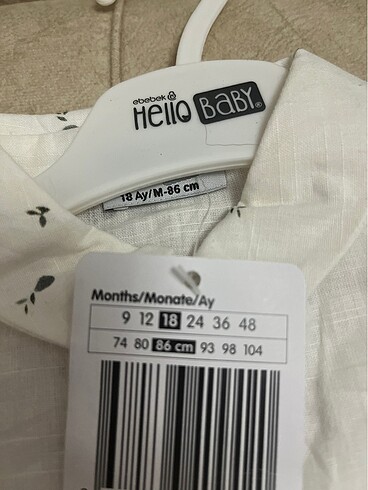 ebebek
Hello BaBY®
18 Ay/M-86 cm
Months/Monate/Ay
9 12 18 24 36 48
74 80 86 cm 93 98 104